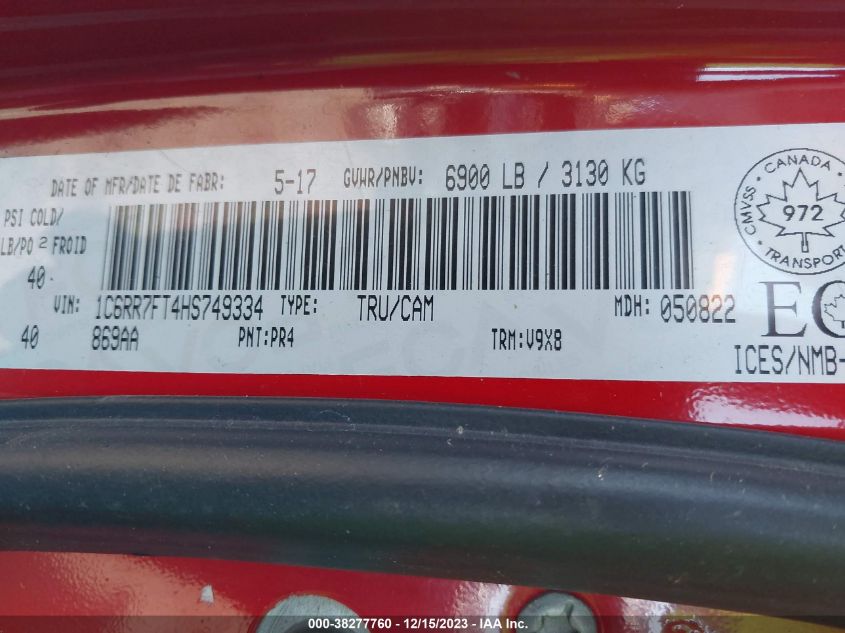 DATE OF MFR/DATE DE FABR: 5-17 GVWR/PNBV: 6900 LB / 3130 KG
PSI COLD/
LB/PO 2 FROID
40
VIN: 1C6RR7FT4HS749334 TYPE: TRU/CAM MDH: 050822
40 869AA PNT:PR4 TRM:V9X8
CANADA
CMVSS 972
TRANSPORT
ICES/NMB-
000-38277760 - 12/15/2023 - IAA Inc.